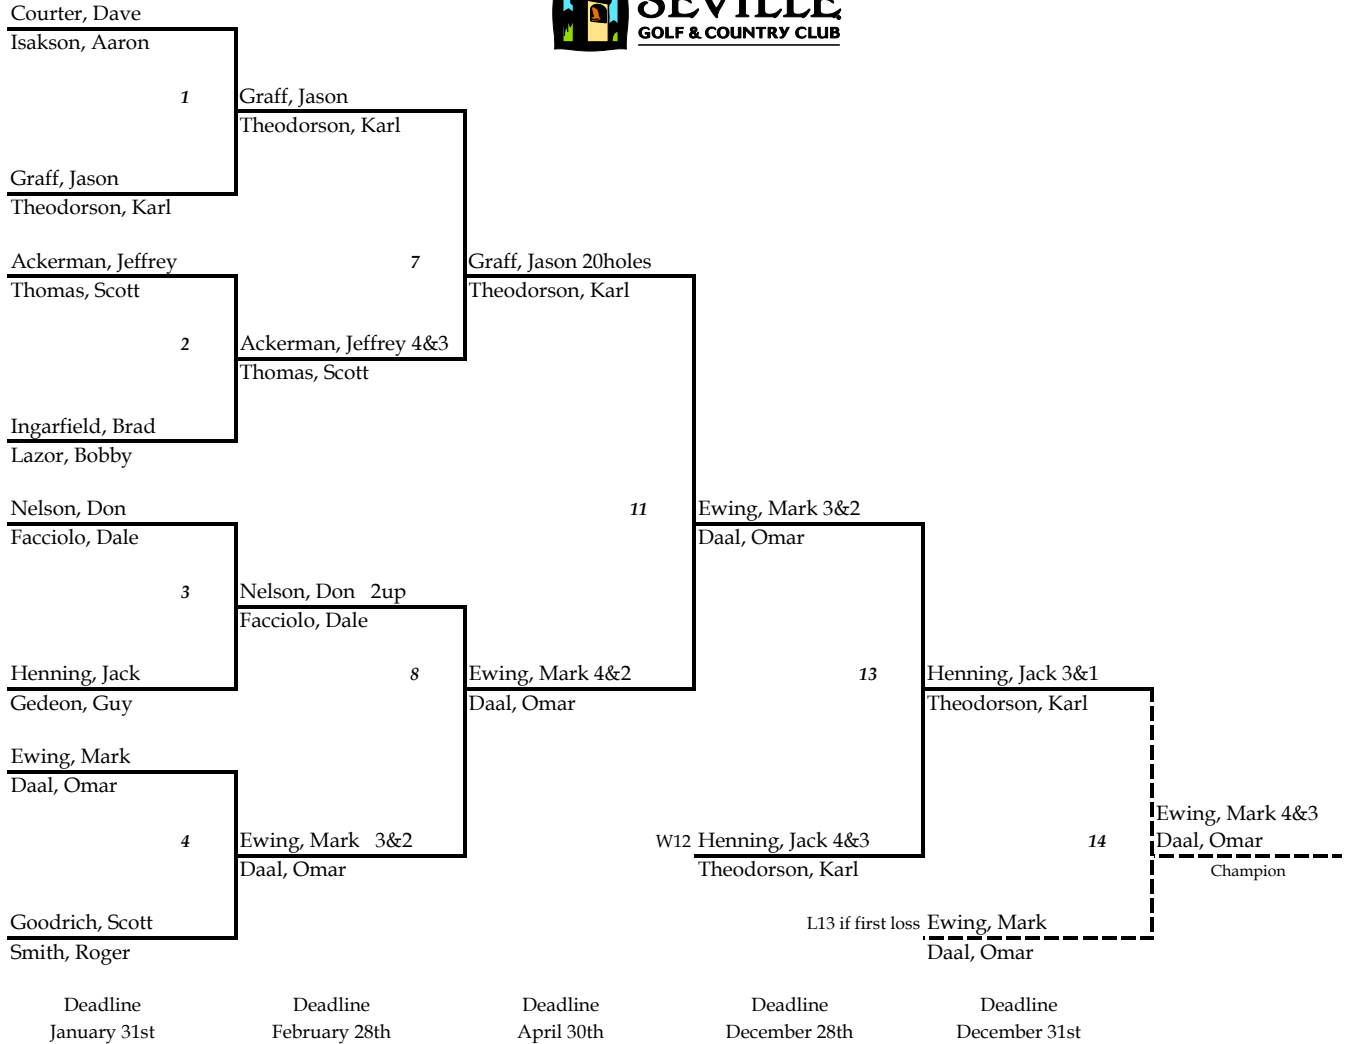 SEVILLE
GOLF & COUNTRY CLUB
Courter, Dave
Isakson, Aaron
1
Graff, Jason
Theodorson, Karl
Graff, Jason
Theodorson, Karl
Ackerman, Jeffrey
Thomas, Scott
7
Graff, Jason 20holes
Theodorson, Karl
2
Ackerman, Jeffrey 4&3
Thomas, Scott
Ingarfield, Brad
Lazor, Bobby
Nelson, Don
Facciolo, Dale
11
Ewing, Mark 3&2
Daal, Omar
3
Nelson, Don 2up
Facciolo, Dale
Henning, Jack
Gedeon, Guy
8
Ewing, Mark 4&2
Daal, Omar
13
Henning, Jack 3&1
Theodorson, Karl
Ewing, Mark
Daal, Omar
4
Ewing, Mark 3&2
Daal, Omar
W12 Henning, Jack 4&3
Theodorson, Karl
14
Ewing, Mark 4&3
Daal, Omar
Champion
Goodrich, Scott
Smith, Roger
L13 if first loss Ewing, Mark
Daal, Omar
Deadline
January 31st
Deadline
February 28th
Deadline
April 30th
Deadline
December 28th
Deadline
December 31st